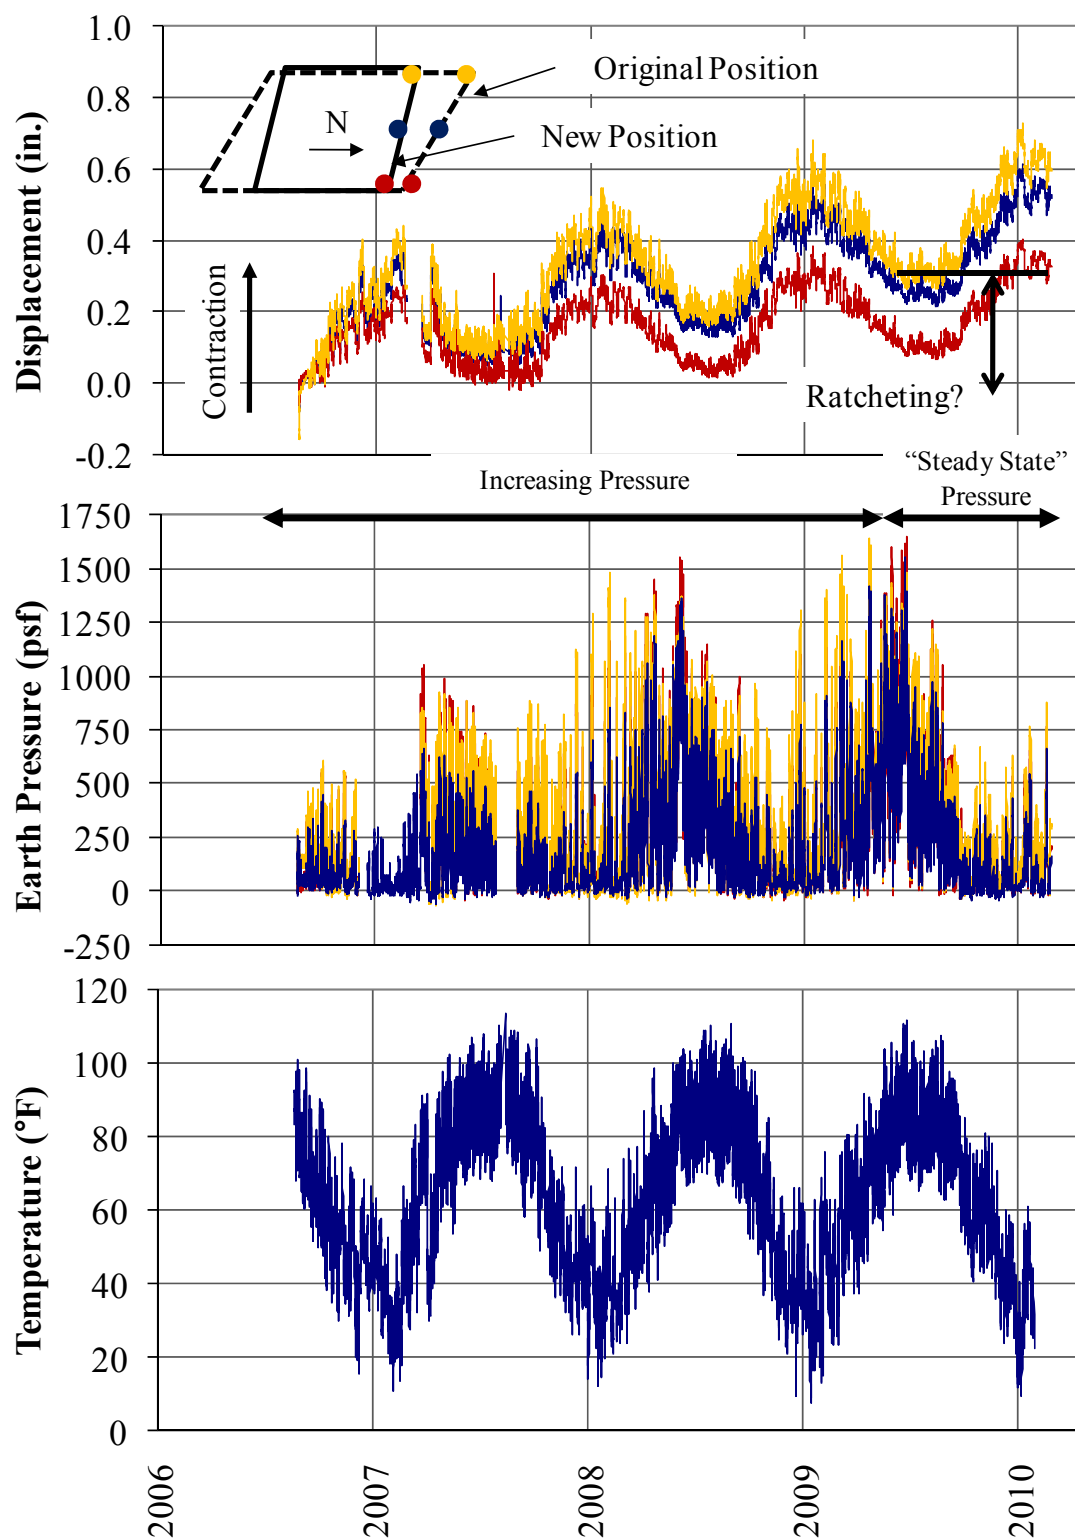 1.0
0.8
0.6
0.4
0.2
0.0
-0.2
Displacement (in.)
Original Position
N
New Position
Contraction
Ratcheting?
Increasing Pressure
“Steady State”
Pressure
1750
1500
1250
1000
750
500
250
0
-250
Earth Pressure (psf)
120
100
80
60
40
20
0
Temperature (°F)
2006
2007
2008
2009
2010